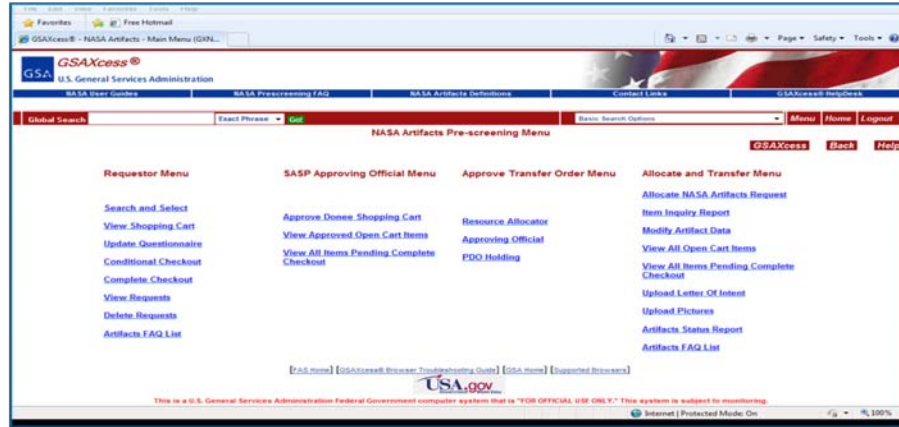 File Edit View Favorites Tools Help
Favorites Free Hotmail
GSAXcess® - NASA Artifacts - Main Menu (GXN...
Page Safety Tools
GSA
GSAXcess®
U.S. General Services Administration
NASA User Guides NASA Prescreening FAQ NASA Artifacts Definitions Contact Links GSAXcess® HelpDesk
Global Search Exact Phrase Go! Basic Search Options Menu Home Logout
NASA Artifacts Pre-screening Menu
GSAXcess Back Help
Requestor Menu
Search and Select
View Shopping Cart
Update Questionnaire
Conditional Checkout
Complete Checkout
View Requests
Delete Requests
Artifacts FAQ List
SASP Approving Official Menu
Approve Donee Shopping Cart
View Approved Open Cart Items
View All Items Pending Complete
Checkout
Approve Transfer Order Menu
Resource Allocator
Approving Official
PDO Holding
Allocate and Transfer Menu
Allocate NASA Artifacts Request
Item Inquiry Report
Modify Artifact Data
View All Open Cart Items
View All Items Pending Complete
Checkout
Upload Letter Of Intent
Upload Pictures
Artifacts Status Report
Artifacts FAQ List
[FAS Home] [GSAXcess® Browser Troubleshooting Guide] [GSA Home] [Supported Browsers]
USA.gov
This is a U.S. General Services Administration Federal Government computer system that is "FOR OFFICIAL USE ONLY." This system is subject to monitoring.
Internet | Protected Mode: On 100%